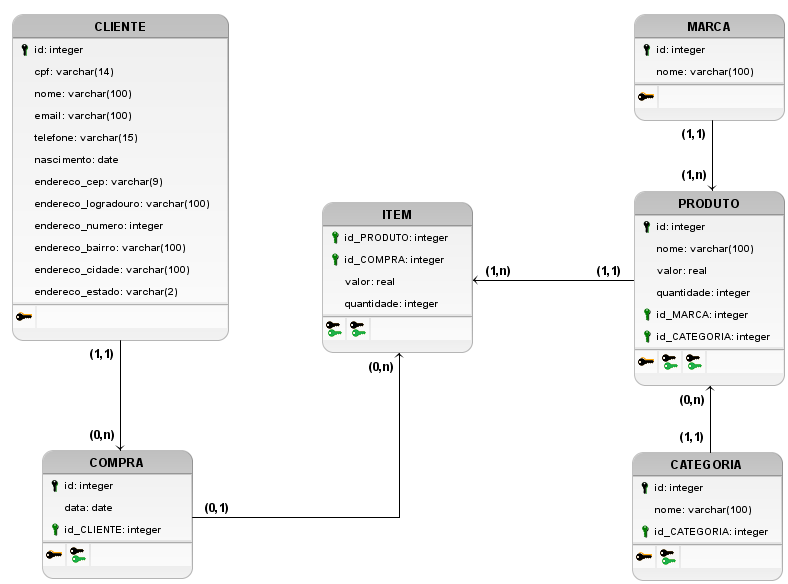 CLIENTE
id: integer
cpf: varchar(14)
nome: varchar(100)
email: varchar(100)
telefone: varchar(15)
nascimento: date
endereco_cep: varchar(9)
endereco_logradouro: varchar(100)
endereco_numero: integer
endereco_bairro: varchar(100)
endereco_cidade: varchar(100)
endereco_estado: varchar(2)
(1,1)
(0,n)
COMPRA
id: integer
data: date
id_CLIENTE: integer
(0,1)
(0,n)
ITEM
id_PRODUTO: integer
id_COMPRA: integer
valor: real
quantidade: integer
(1,n)
(1,1)
MARCA
id: integer
nome: varchar(100)
(1,1)
(1,n)
PRODUTO
id: integer
nome: varchar(100)
valor: real
quantidade: integer
id_MARCA: integer
id_CATEGORIA: integer
(0,n)
(1,1)
CATEGORIA
id: integer
nome: varchar(100)
id_CATEGORIA: integer